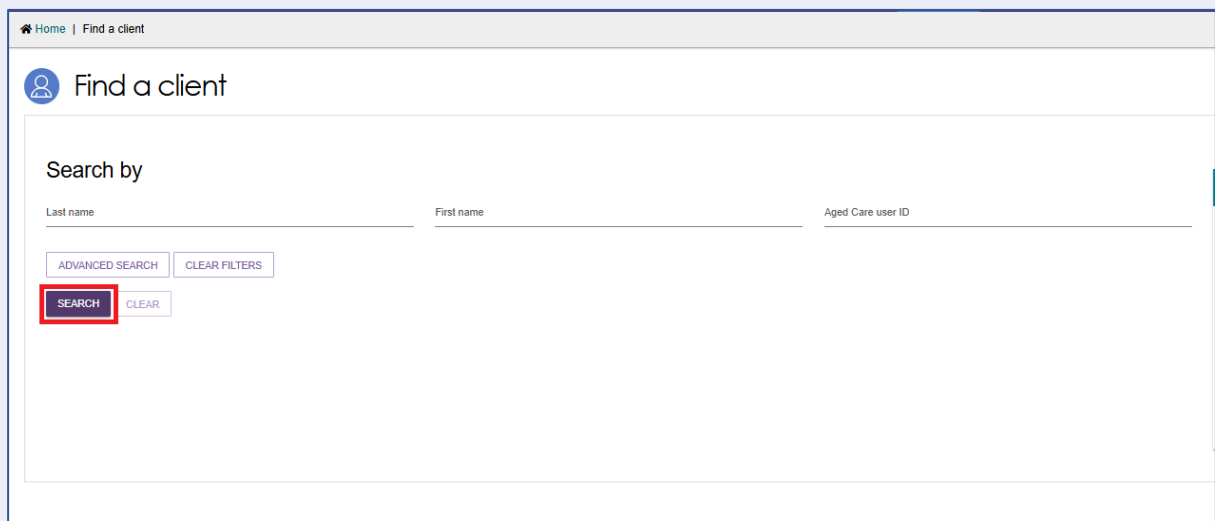 Home | Find a client
Find a client
Search by
Last name First name Aged Care user ID
ADVANCED SEARCH CLEAR FILTERS
SEARCH CLEAR